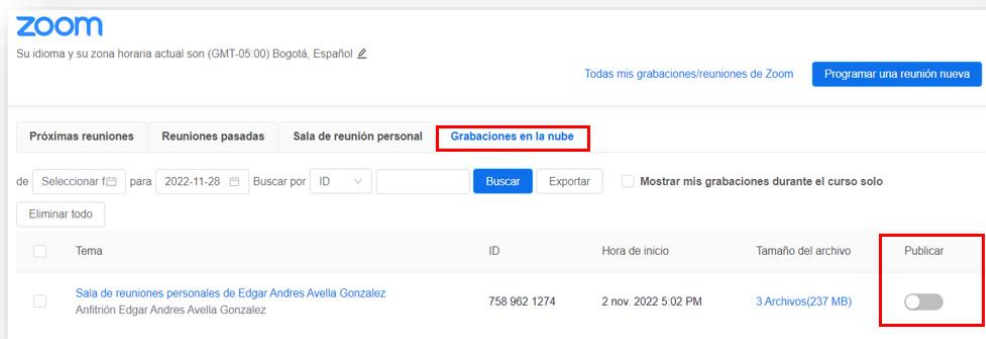 zoom
Su idioma y su zona horaria actual son (GMT-05:00) Bogotá, Español
Todas mis grabaciones/reuniones de Zoom Programar una reunión nueva
Próximas reuniones Reuniones pasadas Sala de reunión personal Grabaciones en la nube
de Seleccionar f para 2022-11-28 Buscar por ID Buscar Exportar Mostrar mis grabaciones durante el curso solo
Eliminar todo
Tema ID Hora de inicio Tamaño del archivo Publicar
Sala de reuniones personales de Edgar Andres Avella Gonzalez
Anfitrión Edgar Andres Avella Gonzalez 758 962 1274 2 nov. 2022 5:02 PM 3 Archivos(237 MB)